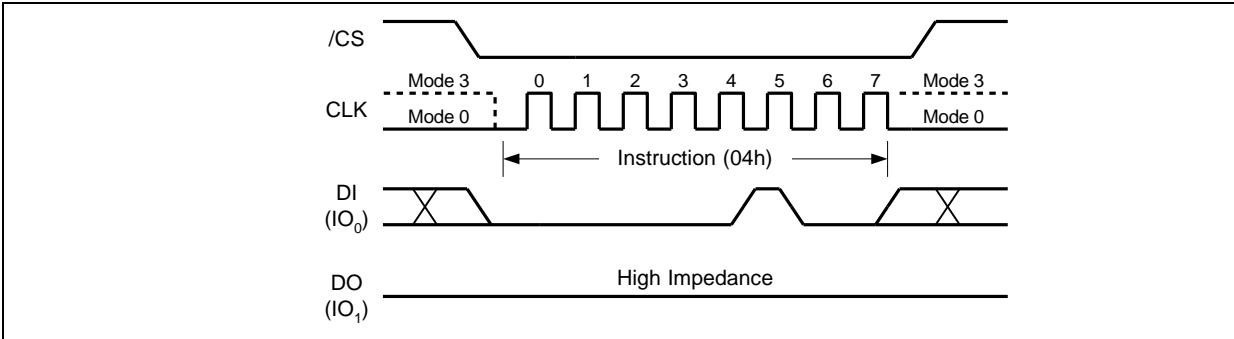 /CS
Mode 3 0 1 2 3 4 5 6 7 Mode 3
CLK
Mode 0 Mode 0
Instruction (04h)
DI
(IO0)
High Impedance
DO
(IO1)